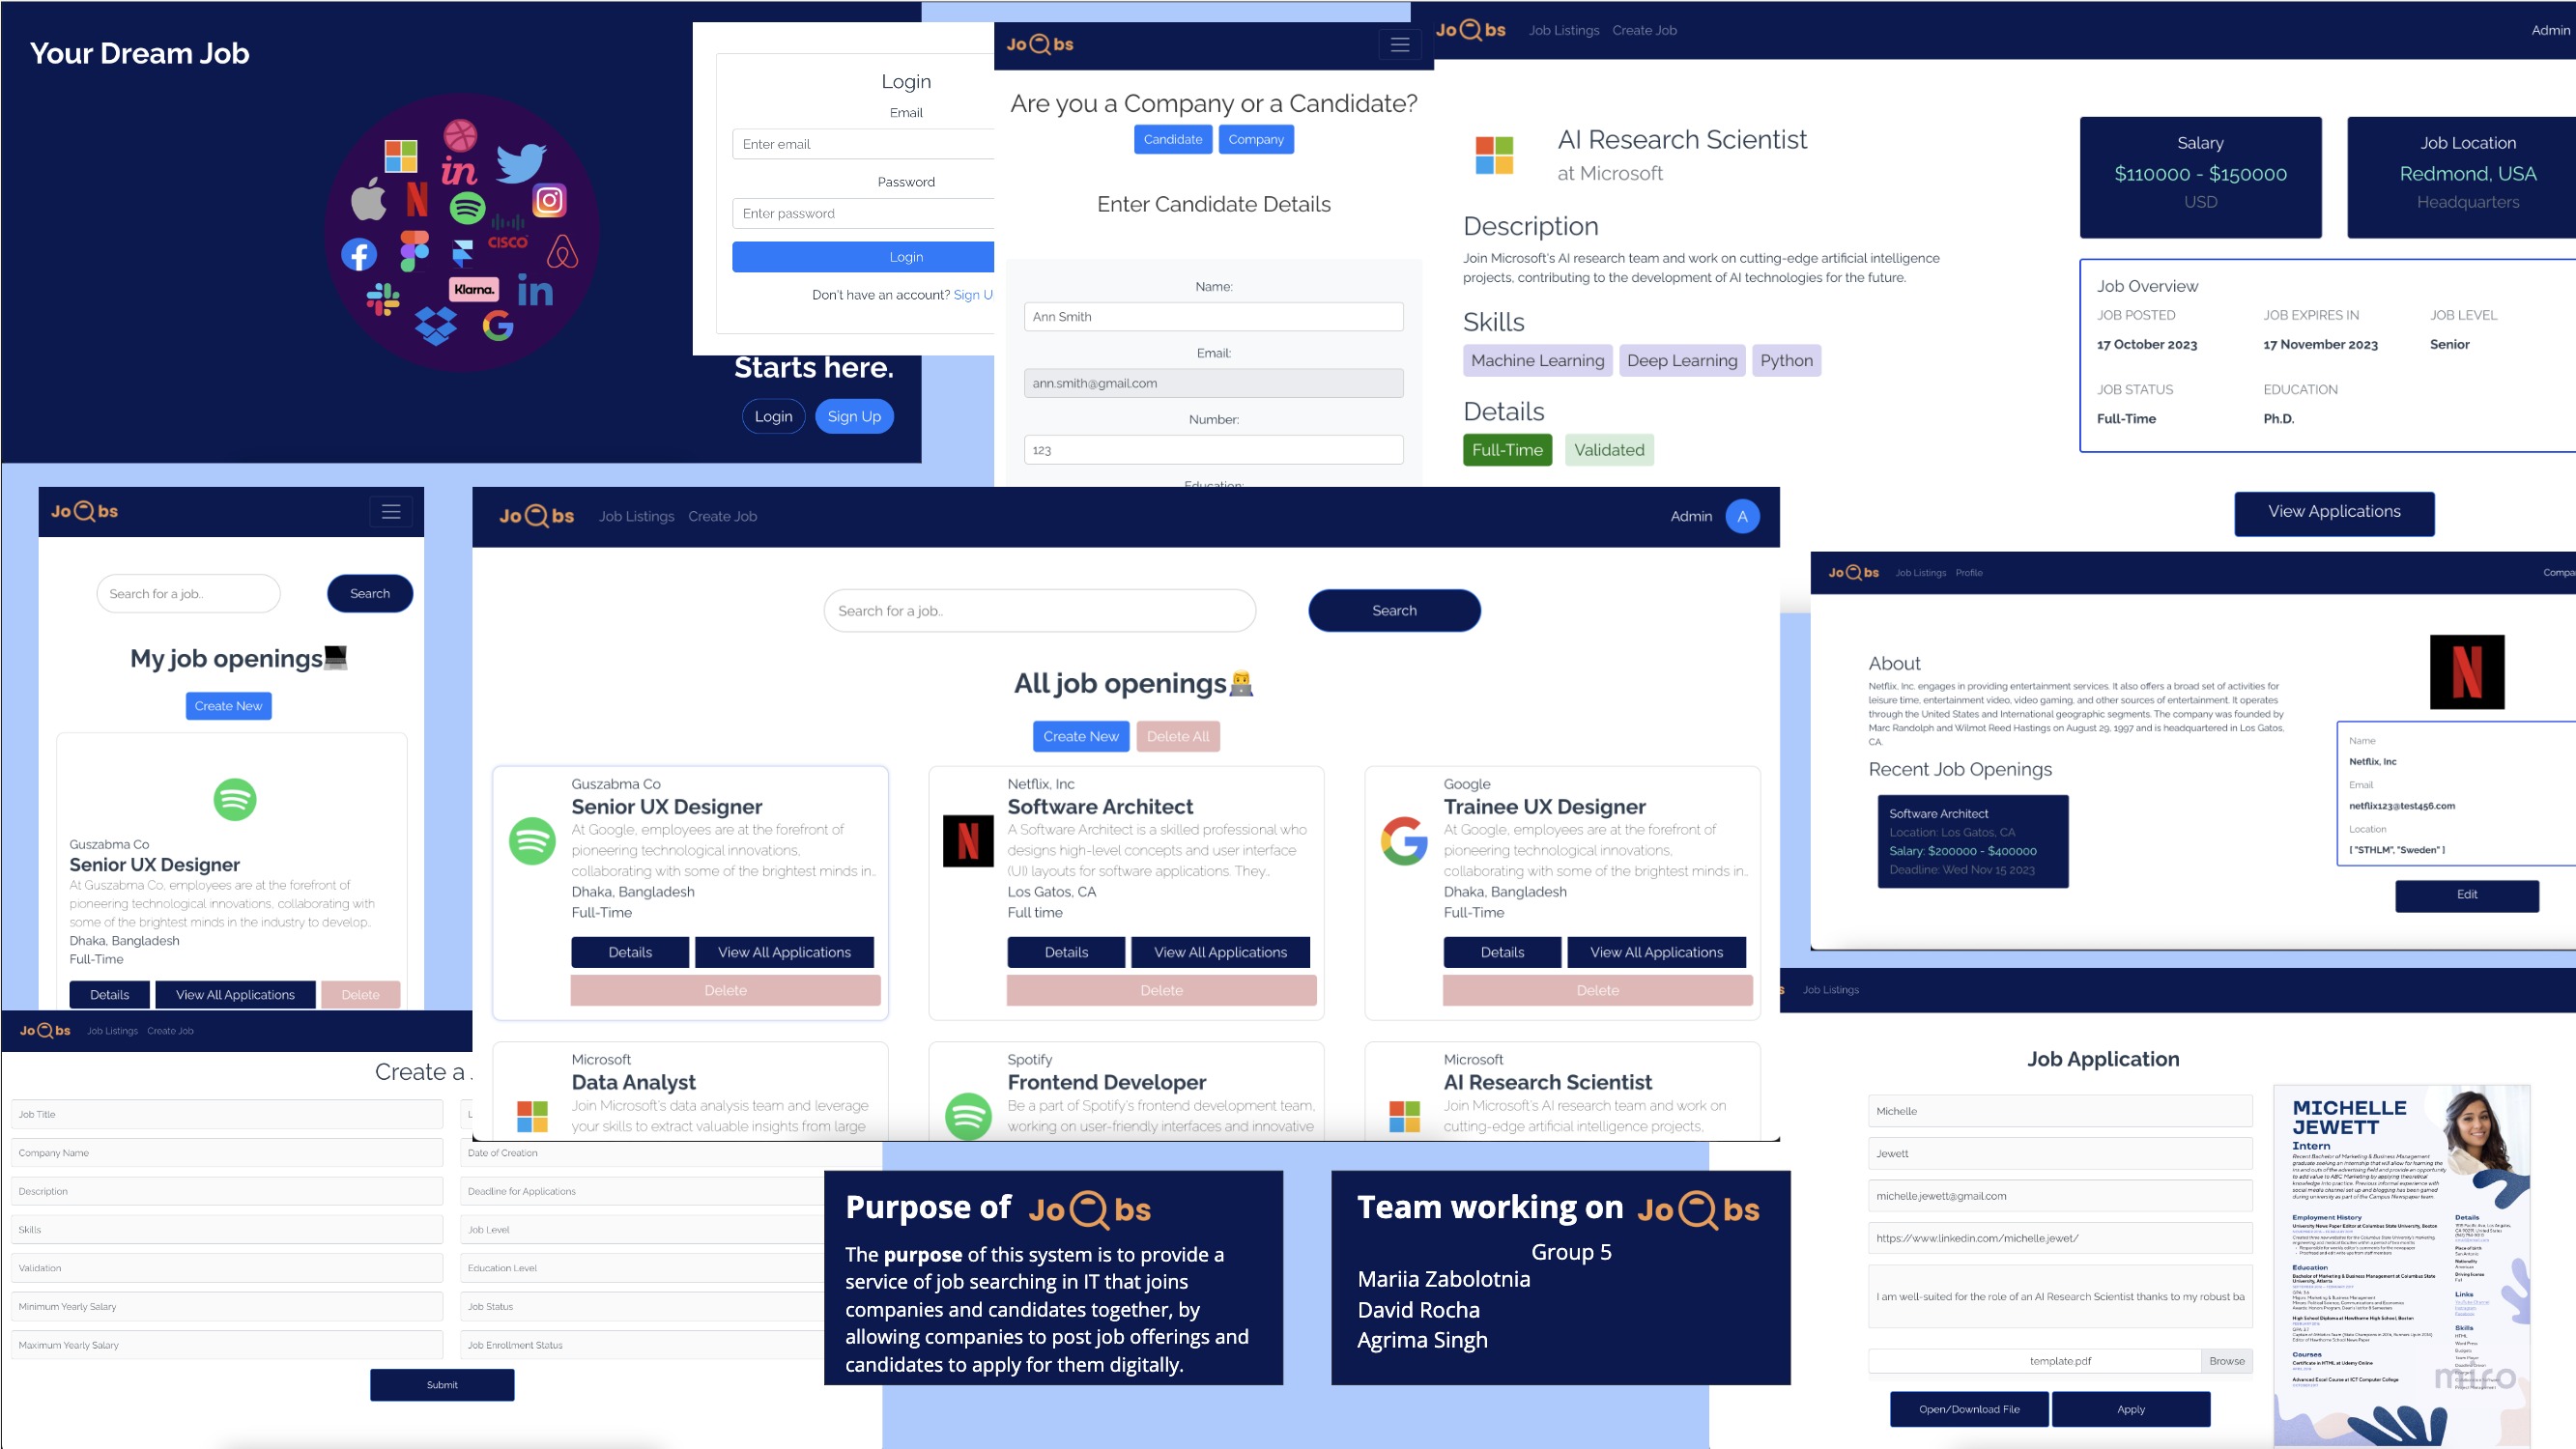 Your Dream Job
in
CISCO
Klarna.
in
Starts here.
Login
Sign Up
Login
Email
Enter email
Password
Enter password
Login
Don't have an account? Sign U
Jo bs
Are you a Company or a Candidate?
Candidate
Company
Enter Candidate Details
Name:
Ann Smith
Email:
ann.smith@gmail.com
Number:
123
Education:
Jo bs
Job Listings
Create Job
Admin
AI Research Scientist
at Microsoft
Description
Join Microsoft's AI research team and work on cutting-edge artificial intelligence
projects, contributing to the development of AI technologies for the future.
Skills
Machine Learning
Deep Learning
Python
Details
Full-Time
Validated
Salary
$110000 - $150000
USD
Job Location
Redmond, USA
Headquarters
Job Overview
JOB POSTED
JOB EXPIRES IN
JOB LEVEL
17 October 2023
17 November 2023
Senior
JOB STATUS
EDUCATION
Full-Time
Ph.D.
View Applications
Jo bs
Search for a job..
Search
My job openings
Create New
Guszabma Co
Senior UX Designer
At Guszabma Co, employees are at the forefront of
pioneering technological innovations, collaborating with
some of the brightest minds in the industry to develop..
Dhaka, Bangladesh
Full-Time
Details
View All Applications
Delete
Jo bs
Job Listings
Create Job
Admin
A
Search for a job..
Search
All job openings
Create New
Delete All
Guszabma Co
Senior UX Designer
At Google, employees are at the forefront of
pioneering technological innovations,
collaborating with some of the brightest minds in..
Dhaka, Bangladesh
Full-Time
Details
View All Applications
Delete
Netflix, Inc
Software Architect
A Software Architect is a skilled professional who
designs high-level concepts and user interface
(UI) layouts for software applications. They..
Los Gatos, CA
Full time
Details
View All Applications
Delete
Google
Trainee UX Designer
At Google, employees are at the forefront of
pioneering technological innovations,
collaborating with some of the brightest minds in..
Dhaka, Bangladesh
Full-Time
Details
View All Applications
Delete
Microsoft
Data Analyst
Join Microsoft's data analysis team and leverage
your skills to extract valuable insights from large
Spotify
Frontend Developer
Be a part of Spotify's frontend development team,
working on user-friendly interfaces and innovative
Microsoft
AI Research Scientist
Join Microsoft's AI research team and work on
cutting-edge artificial intelligence projects,
Jo bs
Job Listings
Profile
Compa
About
Netflix, Inc. engages in providing entertainment services. It also offers a broad set of activities for
leisure time, entertainment video, video gaming, and other sources of entertainment. It operates
through the United States and International geographic segments. The company was founded by
Marc Randolph and Wilmot Reed Hastings on August 29, 1997 and is headquartered in Los Gatos,
CA.
Recent Job Openings
Software Architect
Location: Los Gatos, CA
Salary: $200000 - $400000
Deadline: Wed Nov 15 2023
Name
Netflix, Inc
Email
netflix123@test456.com
Location
[ "STHLM", "Sweden" ]
Edit
Jo bs
Job Listings
Create Job
Create a
Job Title
L
Company Name
Date of Creation
Description
Deadline for Applications
Skills
Job Level
Validation
Education Level
Minimum Yearly Salary
Job Status
Maximum Yearly Salary
Job Enrollment Status
Submit
Purpose of Jo bs
The purpose of this system is to provide a
service of job searching in IT that joins
companies and candidates together, by
allowing companies to post job offerings and
candidates to apply for them digitally.
Team working on Jo bs
Group 5
Mariia Zabolotnia
David Rocha
Agrima Singh
s
Job Listings
Job Application
Michelle
Jewett
michelle.jewett@gmail.com
https://www.linkedin.com/michelle.jewet/
I am well-suited for the role of an AI Research Scientist thanks to my robust ba
template.pdf
Browse
Open/Download File
Apply
MICHELLE
JEWETT
Intern
Employment History
Education
Courses
Details
Links
Skills
miro